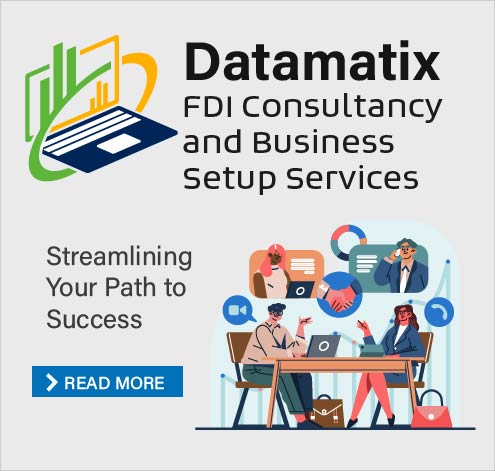 Datamatix
FDI Consultancy
and Business
Setup Services
Streamlining
Your Path to
Success
READ MORE